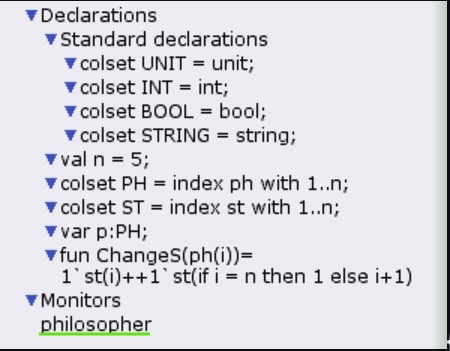 Declarations
Standard declarations
colset UNIT = unit;
colset INT = int;
colset BOOL = bool;
colset STRING = string;
val n = 5;
colset PH = index ph with 1..n;
colset ST = index st with 1..n;
var p:PH;
fun ChangeS(ph(i))=
1`st(i)++1`st(if i = n then 1 else i+1)
Monitors
philosopher